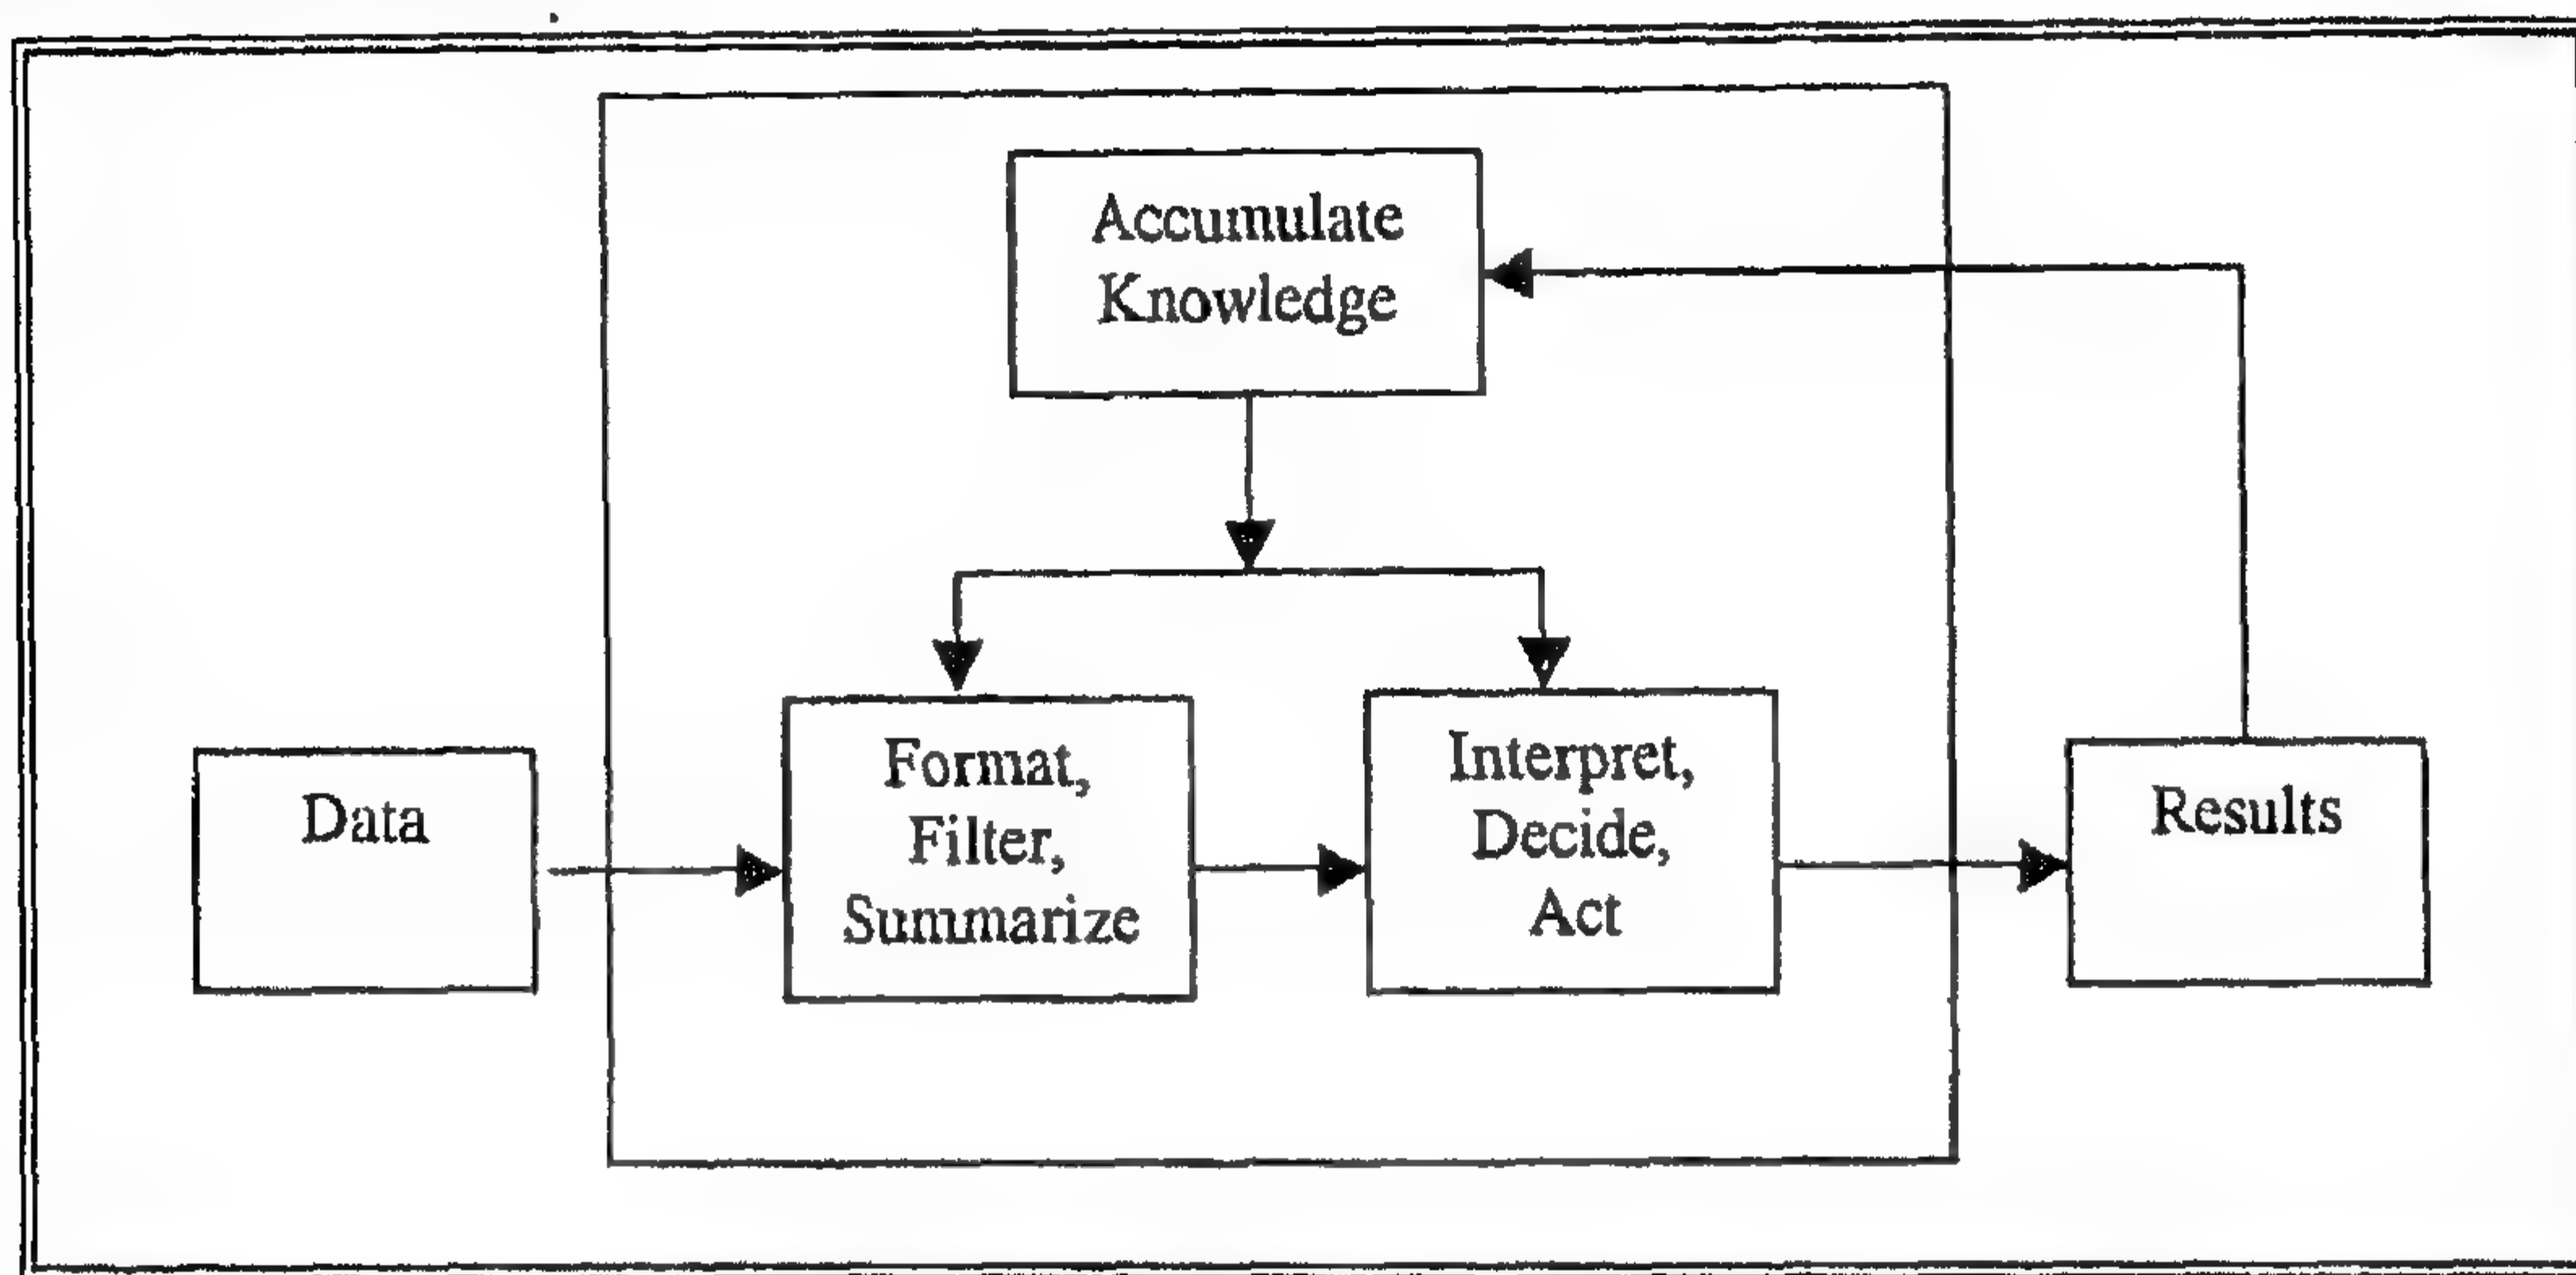 Accumulate
Knowledge
Data
Format,
Filter,
Summarize
Interpret,
Decide,
Act
Results